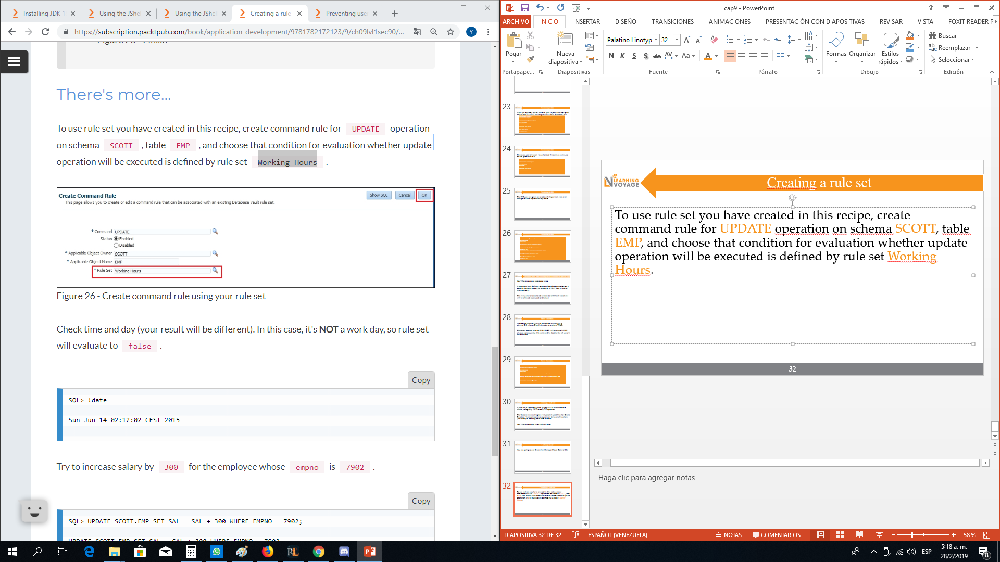 Installing JDK 1
Using the JShel
Using the JShel
Creating a rule
Preventing user
https://subscription.packtpub.com/book/application_development/9781782172123/9/ch09lvl1sec90/...
Y
There's more...
To use rule set you have created in this recipe, create command rule for UPDATE operation
on schema SCOTT , table EMP , and choose that condition for evaluation whether update
operation will be executed is defined by rule set Working Hours .
Create Command Rule
This page allows you to create or edit a command rule that can be associated with an existing Database Vault rule set.
Show SQL Cancel OK
* Command UPDATE
Status Enabled
Disabled
* Applicable Object Owner SCOTT
* Applicable Object Name EMP
* Rule Set Working Hours
Figure 26 - Create command rule using your rule set
Check time and day (your result will be different). In this case, it's NOT a work day, so rule set
will evaluate to false .
Copy
SQL> !date
Sun Jun 14 02:12:02 CEST 2015
Try to increase salary by 300 for the employee whose empno is 7902 .
Copy
SQL> UPDATE SCOTT.EMP SET SAL = SAL + 300 WHERE EMPNO = 7902;
cap9 - PowerPoint
ARCHIVO INICIO INSERTAR DISEÑO TRANSICIONES ANIMACIONES PRESENTACIÓN CON DIAPOSITIVAS REVISAR VISTA FOXIT READER P
Pegar
Nueva
diapositiva
Palatino Linotyp 32
N K S S abc AV Aa A
Formas Organizar Estilos
rápidos
Buscar
Reemplazar
Seleccionar
Portapape... Diapositivas Fuente Párrafo Dibujo Edición
23
24
25
26
27
28
29
30
31
32
LEARNING
VOYAGE
Creating a rule set
To use rule set you have created in this recipe, create
command rule for UPDATE operation on schema SCOTT, table
EMP, and choose that condition for evaluation whether update
operation will be executed is defined by rule set Working
Hours.
32
Haga clic para agregar notas
DIAPOSITIVA 32 DE 32 ESPAÑOL (VENEZUELA) NOTAS COMENTARIOS 58 %
ESP
5:18 a. m.
28/2/2019
8